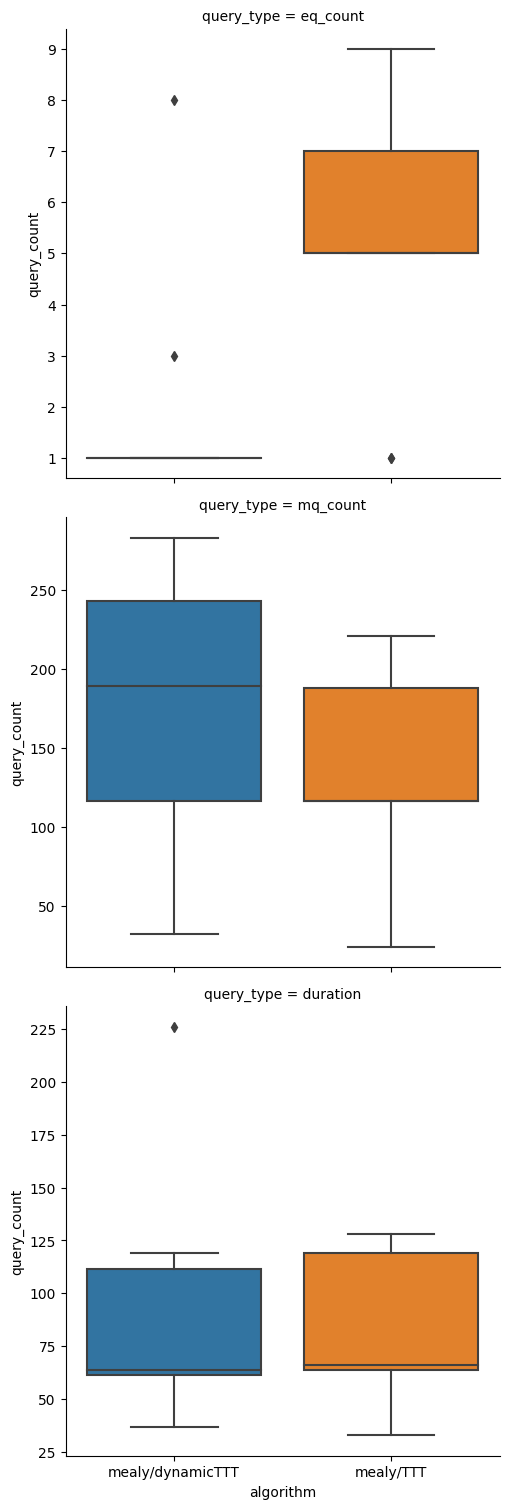 query_type = eq_count
9
8
7
6
5
4
3
2
1
query_count
query_type = mq_count
250
200
150
100
50
query_count
query_type = duration
225
200
175
150
125
100
75
50
25
query_count
mealy/dynamicTTT
mealy/TTT
algorithm